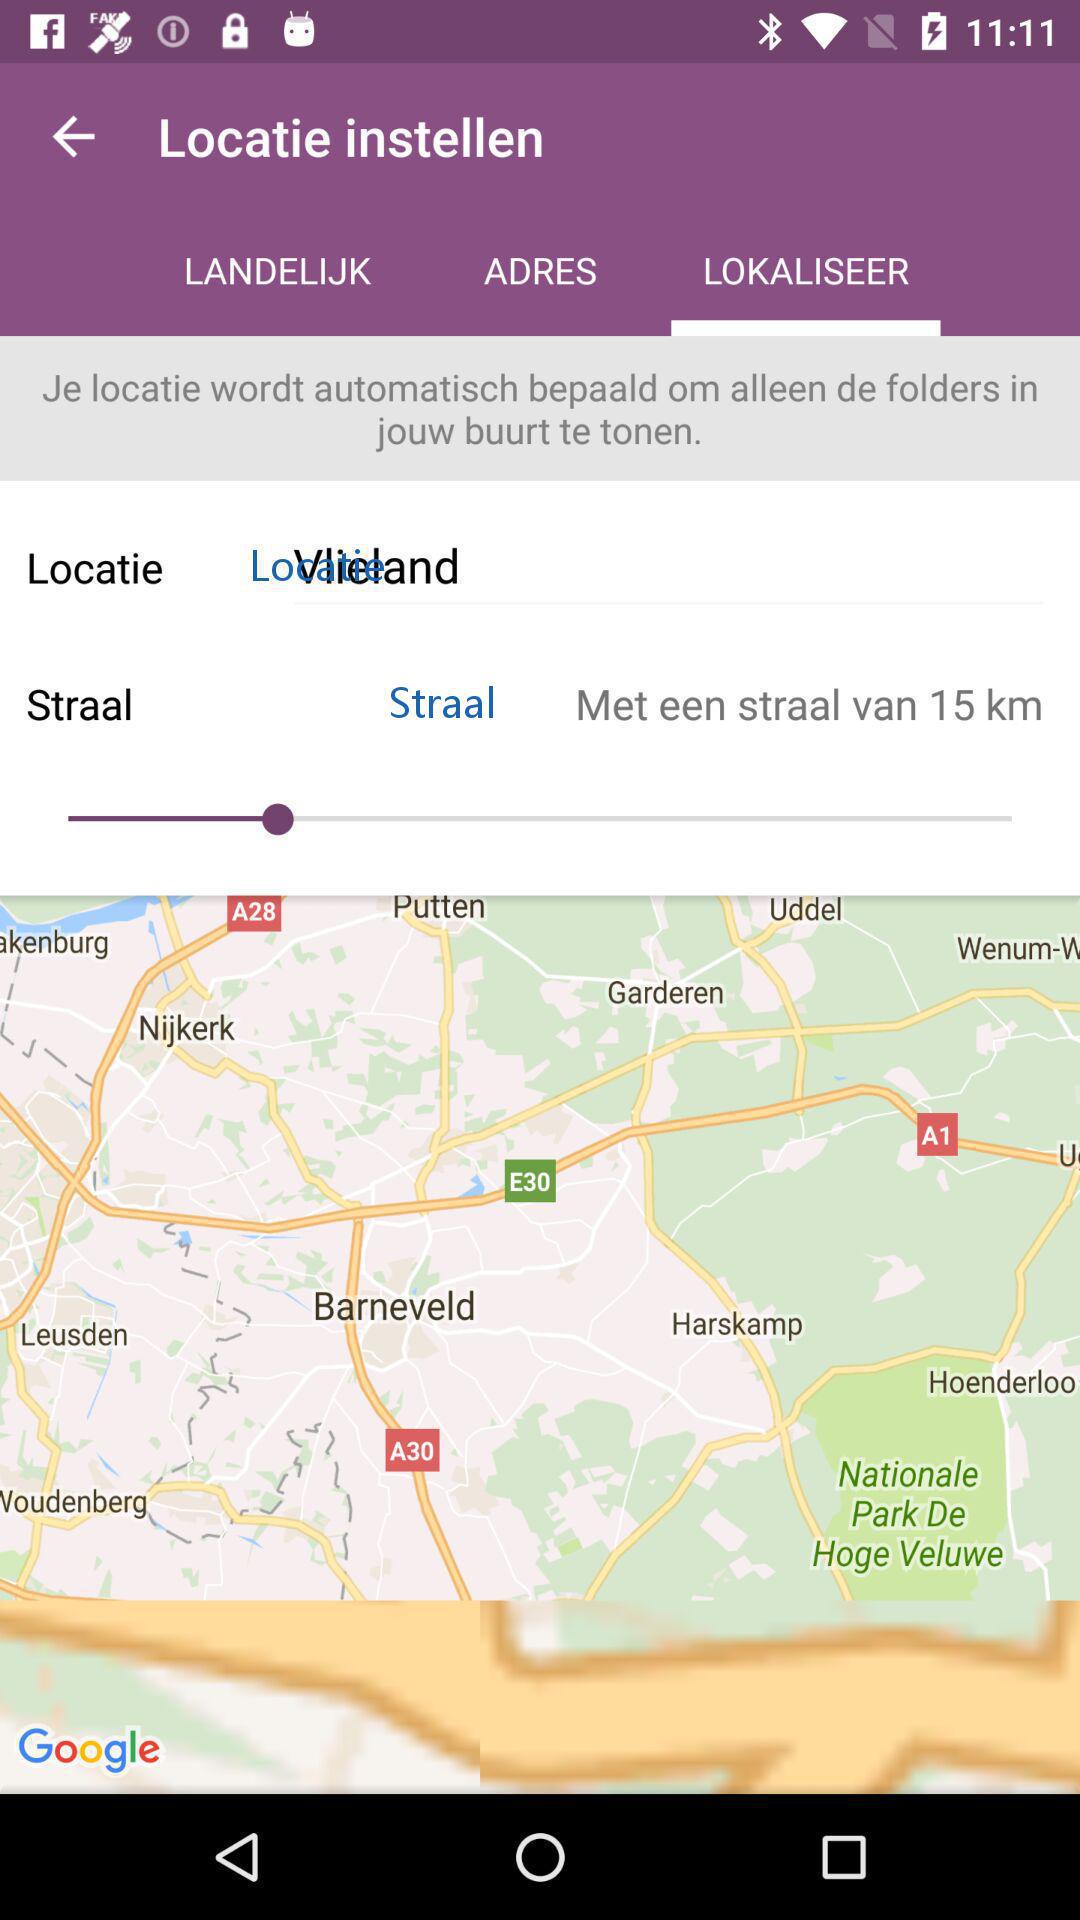 FAKE
11:11
Locatie instellen
LANDELIJK ADRES LOKALISEER
Je locatie wordt automatisch bepaald om alleen de folders in
jouw buurt te tonen.
Locatie Locatie Vlieland
Straal Straal Met een straal van 15 km
A28 Putten Uddel
akenburg Wenum-W
Garderen
Nijkerk
A1
E30
Barneveld
Leusden Harskamp
Hoenderloo
A30
Nationale
Park De
Hoge Veluwe
Woudenberg
Google